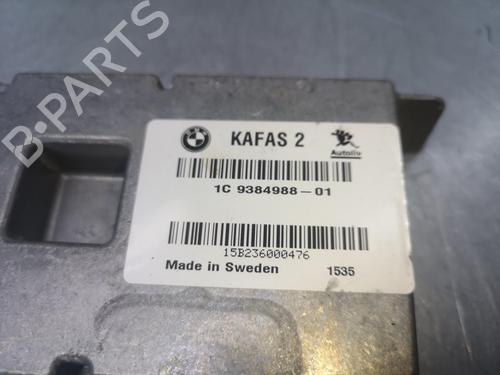 B-PARTS
KAFAS 2
Autoliv
1C 9384988-01
15B236000476
Made in Sweden 1535